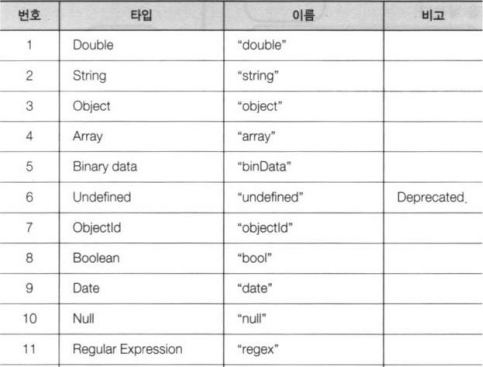 번호 타입 이름 비고
1 Double “double”
2 String “string”
3 Object “object”
4 Array “array”
5 Binary data “binData”
6 Undefined “undefined” Deprecated.
7 ObjectId “objectId”
8 Boolean “bool”
9 Date “date”
10 Null “null”
11 Regular Expression “regex”